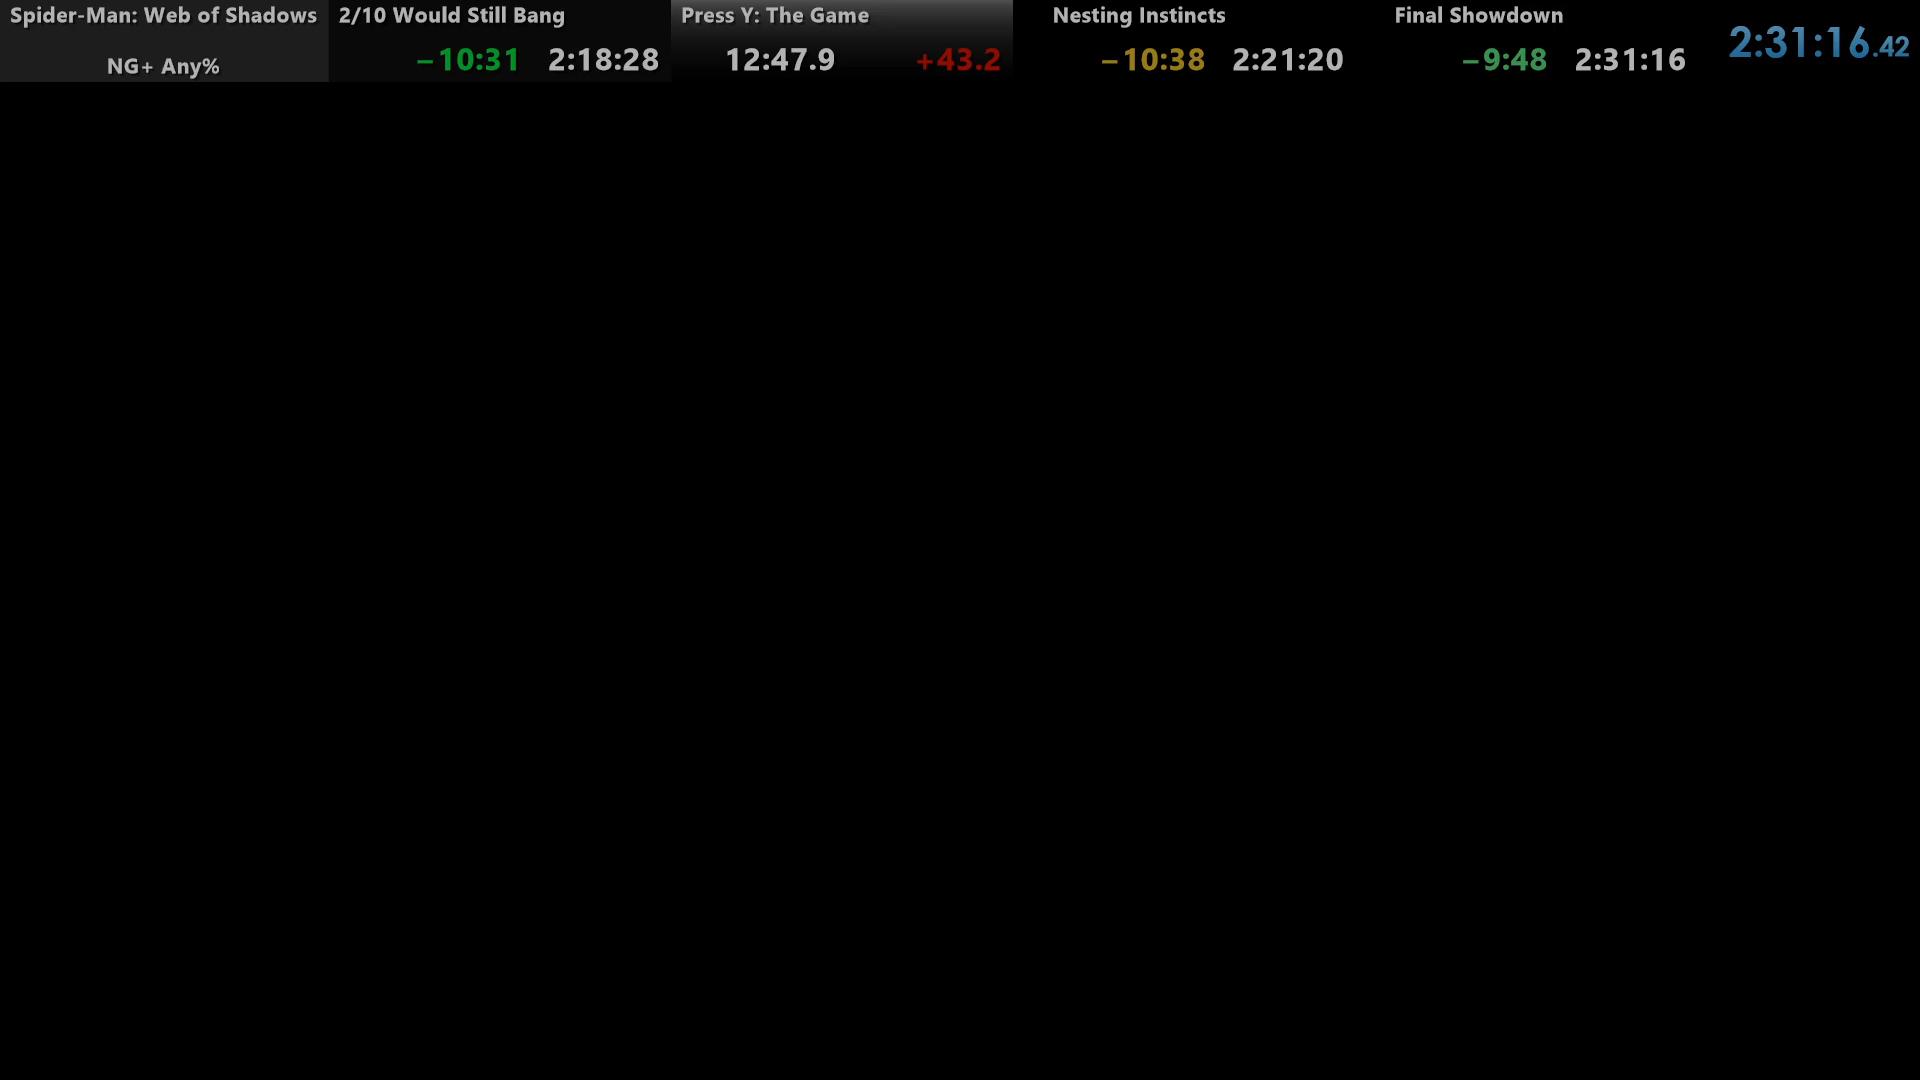 Spider-Man: Web of Shadows
NG+ Any%
2/10 Would Still Bang
−10:31 2:18:28
Press Y: The Game
12:47.9 +43.2
Nesting Instincts
−10:38 2:21:20
Final Showdown
−9:48 2:31:16
2:31:16.42